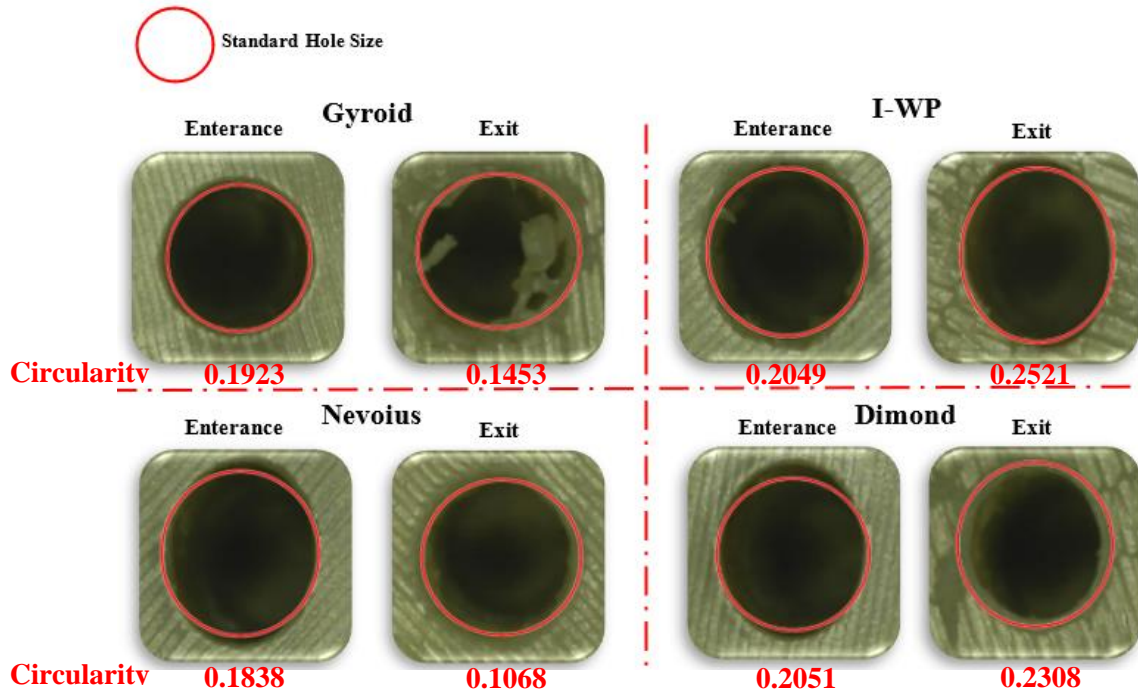 Standard Hole Size
Gyroid
I-WP
Enterance
Exit
Enterance
Exit
Circularity
0.1923
0.1453
0.2049
0.2521
Nevoius
Dimond
Enterance
Exit
Enterance
Exit
Circularity
0.1838
0.1068
0.2051
0.2308